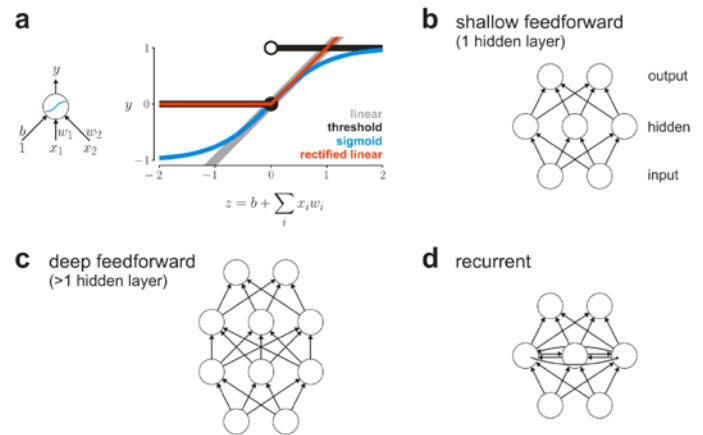 a
y
b w₁ w₂
1 x₁ x₂
1
y 0
−1
−2 −1 0 1 2
linear
threshold
sigmoid
rectified linear
z = b + ∑ xᵢwᵢ
i
b shallow feedforward
(1 hidden layer)
output
hidden
input
c deep feedforward
(>1 hidden layer)
d recurrent